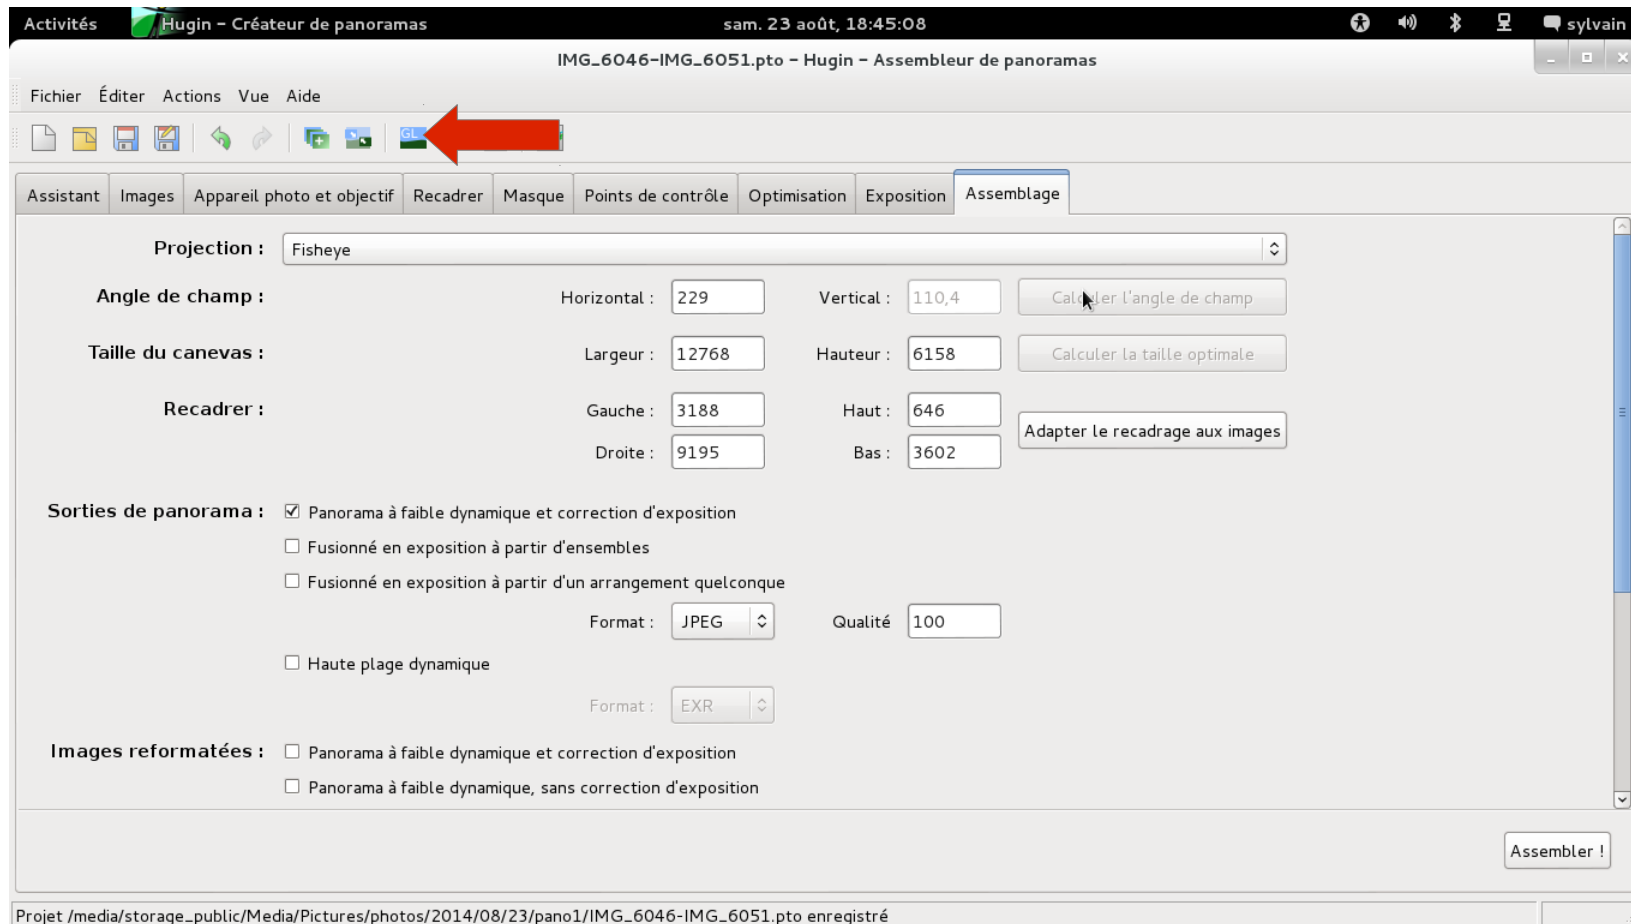 Activités Hugin – Créateur de panoramas sam. 23 août, 18:45:08 sylvain
IMG_6046-IMG_6051.pto – Hugin – Assembleur de panoramas
Fichier Éditer Actions Vue Aide
GL
Assistant Images Appareil photo et objectif Recadrer Masque Points de contrôle Optimisation Exposition Assemblage
Projection : Fisheye
Angle de champ : Horizontal : 229 Vertical : 110,4 Calculer l'angle de champ
Taille du canevas : Largeur : 12768 Hauteur : 6158 Calculer la taille optimale
Recadrer : Gauche : 3188 Haut : 646
Adapter le recadrage aux images
Droite : 9195 Bas : 3602
Sorties de panorama : Panorama à faible dynamique et correction d'exposition
Fusionné en exposition à partir d'ensembles
Fusionné en exposition à partir d'un arrangement quelconque
Format : JPEG Qualité 100
Haute plage dynamique
Format : EXR
Images reformatées : Panorama à faible dynamique et correction d'exposition
Panorama à faible dynamique, sans correction d'exposition
Assembler !
Projet /media/storage_public/Media/Pictures/photos/2014/08/23/pano1/IMG_6046-IMG_6051.pto enregistré